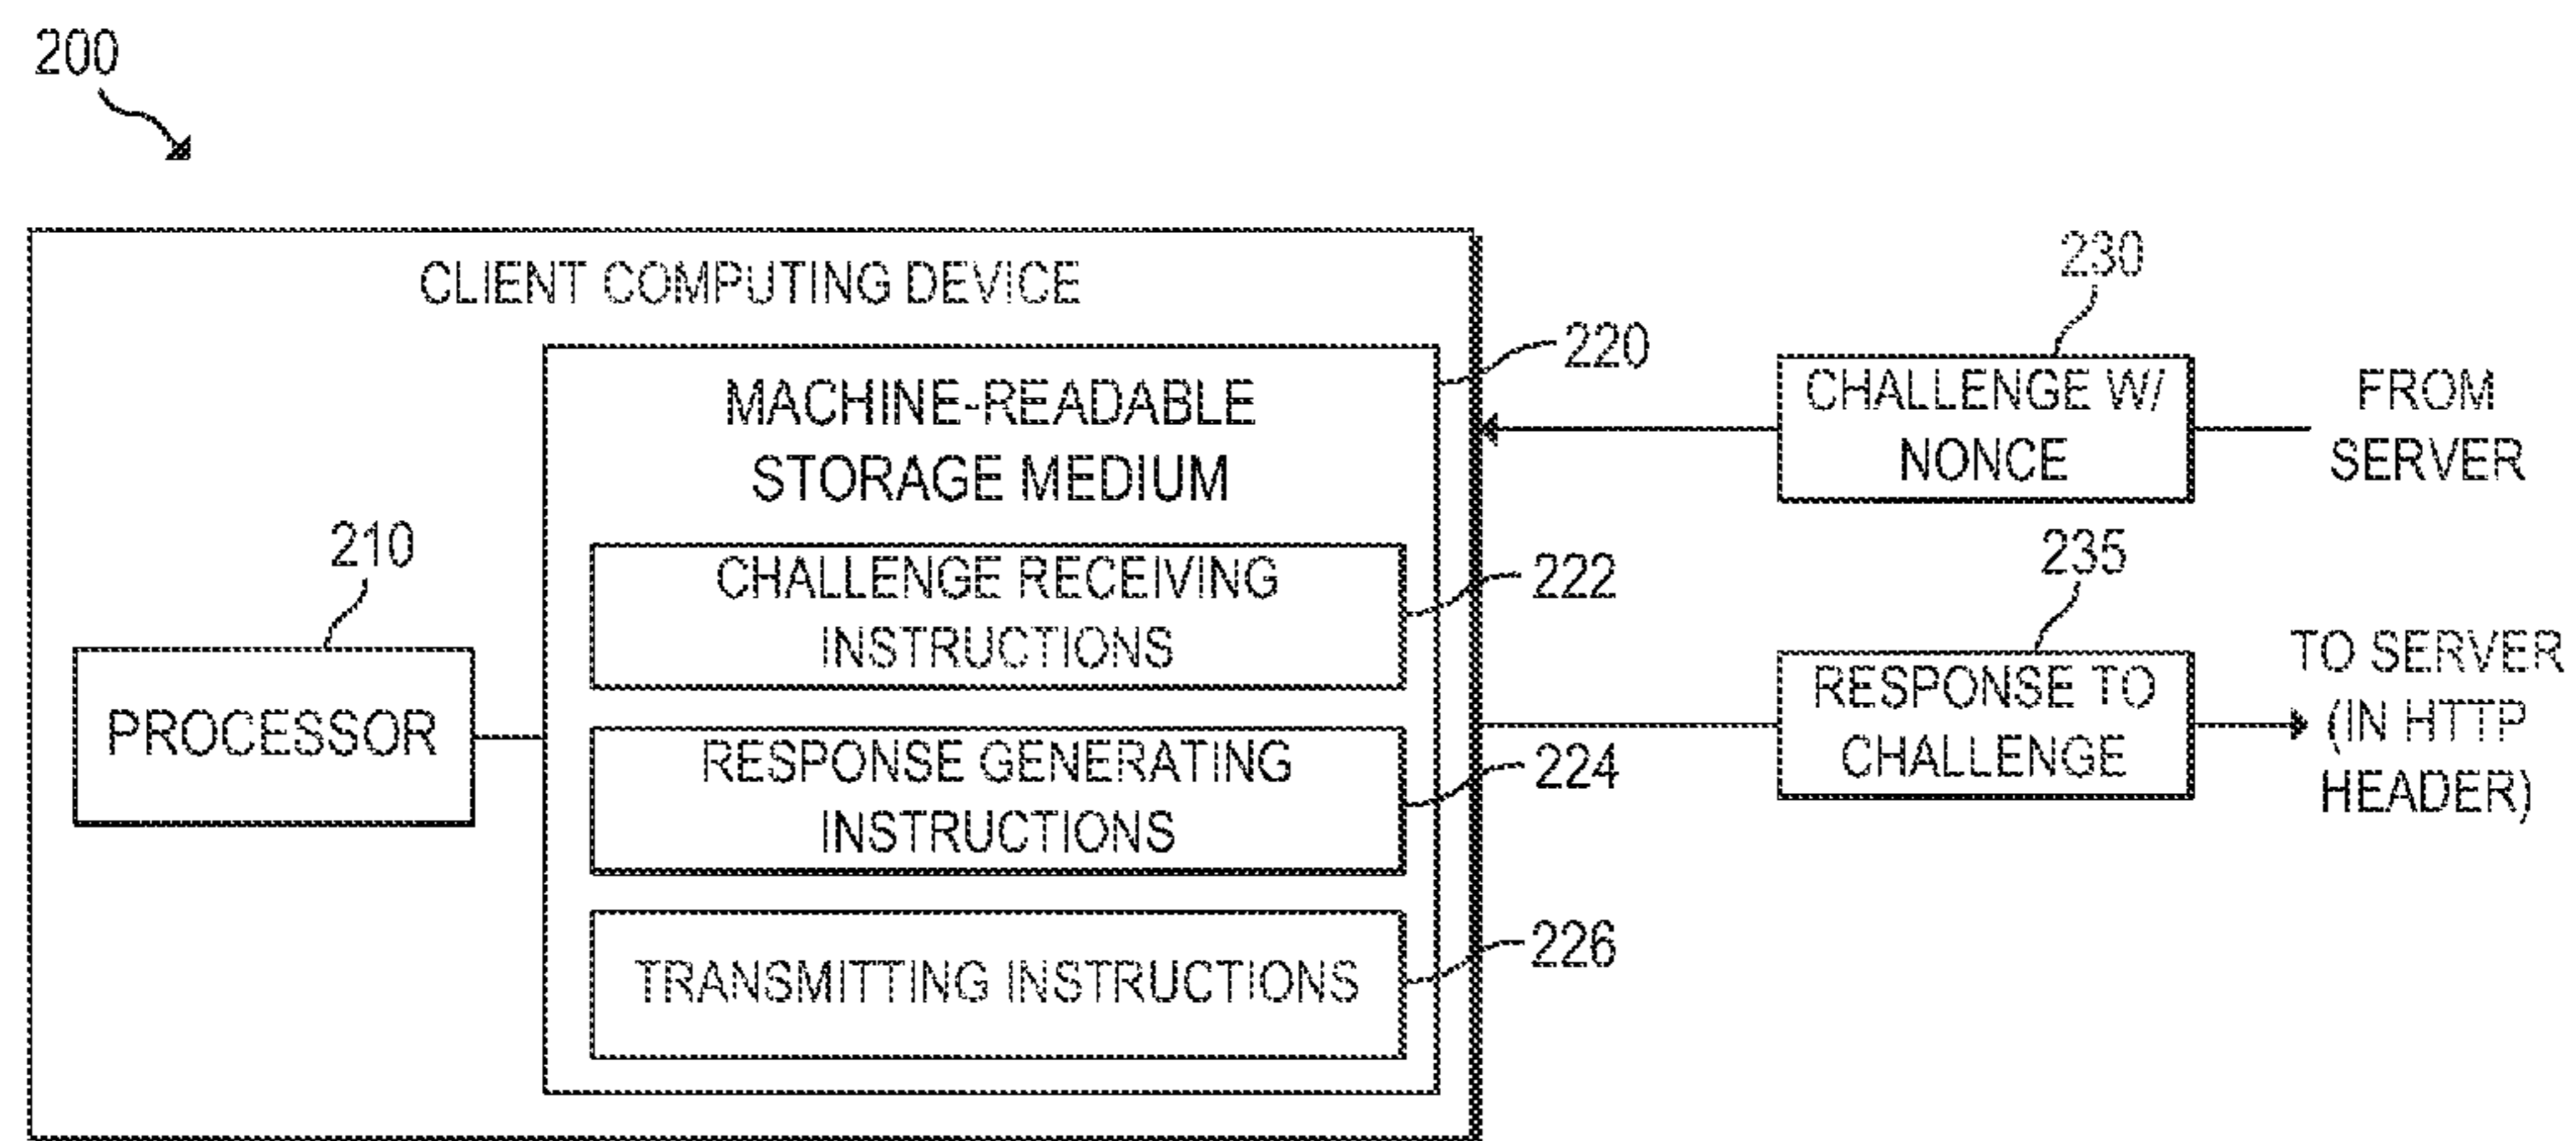 200
CLIENT COMPUTING DEVICE
220
MACHINE-READABLE
STORAGE MEDIUM
210
PROCESSOR
CHALLENGE RECEIVING
INSTRUCTIONS
222
RESPONSE GENERATING
INSTRUCTIONS
224
TRANSMITTING INSTRUCTIONS
226
230
CHALLENGE W/
NONCE
FROM
SERVER
235
RESPONSE TO
CHALLENGE
TO SERVER
(IN HTTP
HEADER)